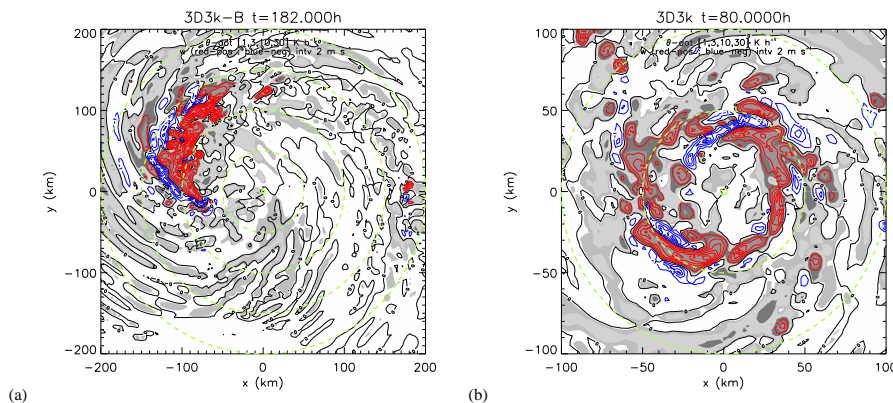 3D3k-B t=182.000h
θ-dot [1,3,10,30] K h⁻¹
w (red-pos, blue-neg) intv 2 m s⁻¹
200
100
0
-100
-200
y (km)
-200 -100 0 100 200
x (km)
(a)
3D3k t=80.0000h
θ-dot [1,3,10,30] K h⁻¹
w (red-pos, blue-neg) intv 2 m s⁻¹
100
50
0
-50
-100
y (km)
-100 -50 0 50 100
x (km)
(b)